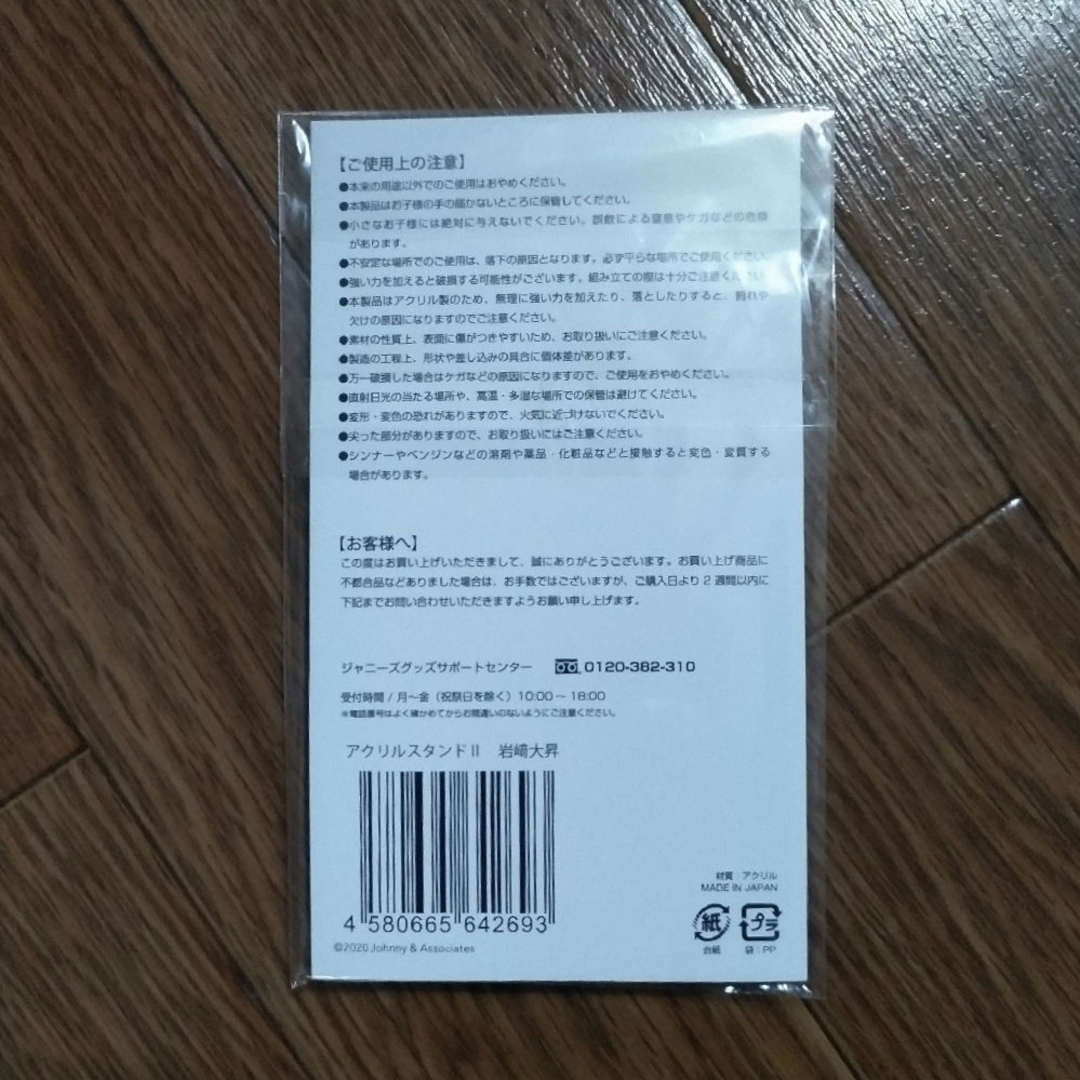 【ご使用上の注意】
●本来の用途以外でのご使用はおやめください。
●本製品はお子様の手の届かないところに保管してください。
●小さなお子様には絶対に与えないでください。誤飲による窒息やケガなどの危険
があります。
●不安定な場所でのご使用は、落下の原因となります。必ず平らな場所でご使用ください。
●強い力を加えると破損する可能性がございます。組み立ての際は十分ご注意ください。
●本製品はアクリル製のため、無理に強い力を加えたり、落としたりすると、割れや
欠けの原因になりますのでご注意ください。
●素材の性質上、表面に傷がつきやすいため、お取り扱いにご注意ください。
●製造の工程上、形状や差し込みの具合に個体差があります。
●万一破損した場合はケガなどの原因になりますので、ご使用をおやめください。
●直射日光の当たる場所や、高温・多湿な場所での保管は避けてください。
●変形・変色の恐れがありますので、火気に近づけないでください。
●尖った部分がありますので、お取り扱いにはご注意ください。
●シンナーやベンジンなどの溶剤や薬品・化粧品などと接触すると変色・変質する
場合があります。
【お客様へ】
この度はお買い上げいただきまして、誠にありがとうございます。お買い上げ商品に
不都合品などありました場合は、お手数ではございますが、ご購入日より2週間以内に
下記までお問い合わせいただきますようお願い申し上げます。
ジャニーズグッズサポートセンター 0120-382-310
受付時間 / 月～金（祝祭日を除く）10:00～18:00
※電話番号はよく確かめてからお間違いのないようにご注意ください。
アクリルスタンドⅡ 岩﨑大昇
4 580665 642693
©2020 Johnny & Associates
材質：アクリル
MADE IN JAPAN
紙 プラ
台紙 袋：PP